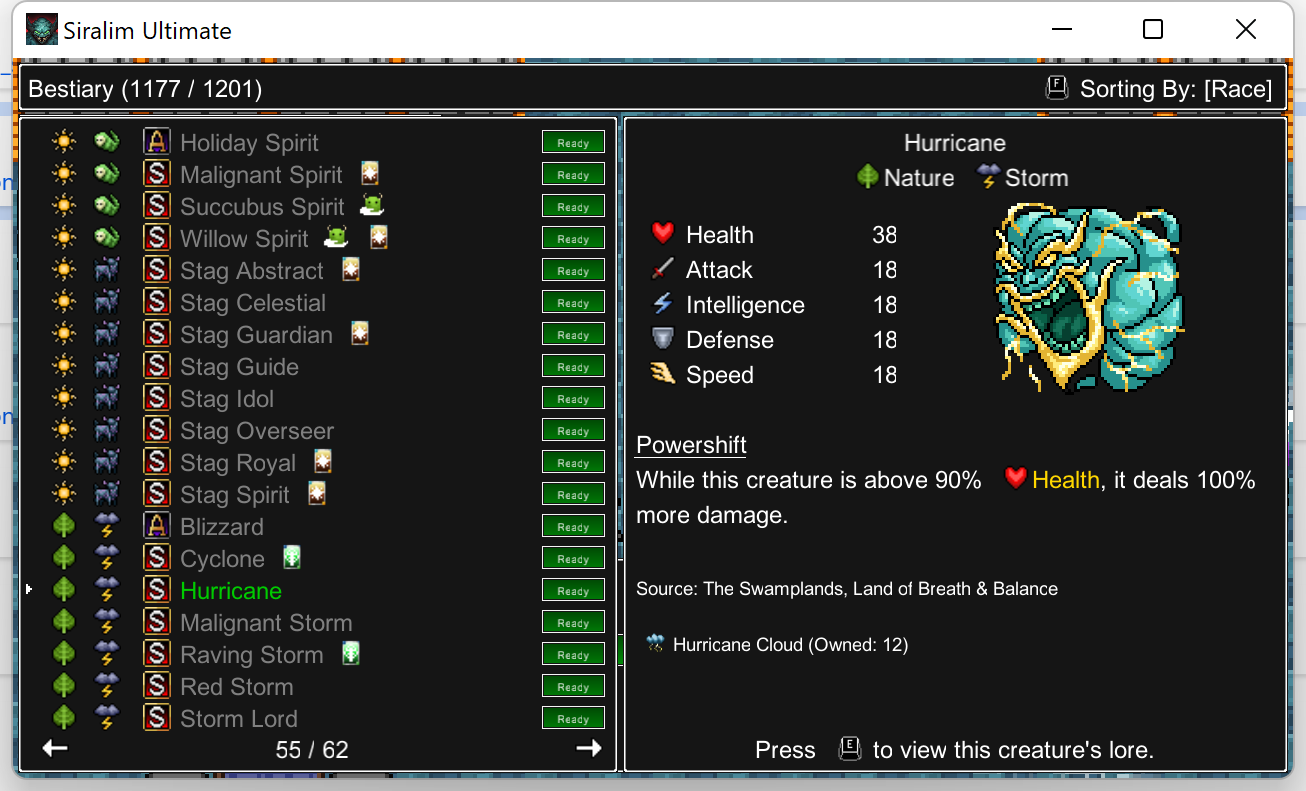 Siralim Ultimate
Bestiary (1177 / 1201)
F Sorting By: [Race]
A Holiday Spirit Ready
S Malignant Spirit Ready
S Succubus Spirit Ready
S Willow Spirit Ready
S Stag Abstract Ready
S Stag Celestial Ready
S Stag Guardian Ready
S Stag Guide Ready
S Stag Idol Ready
S Stag Overseer Ready
S Stag Royal Ready
S Stag Spirit Ready
A Blizzard Ready
S Cyclone Ready
S Hurricane Ready
S Malignant Storm Ready
S Raving Storm Ready
S Red Storm Ready
S Storm Lord Ready
55 / 62
Hurricane
Nature Storm
Health 38
Attack 18
Intelligence 18
Defense 18
Speed 18
Powershift
While this creature is above 90% Health, it deals 100%
more damage.
Source: The Swamplands, Land of Breath & Balance
Hurricane Cloud (Owned: 12)
Press E to view this creature's lore.